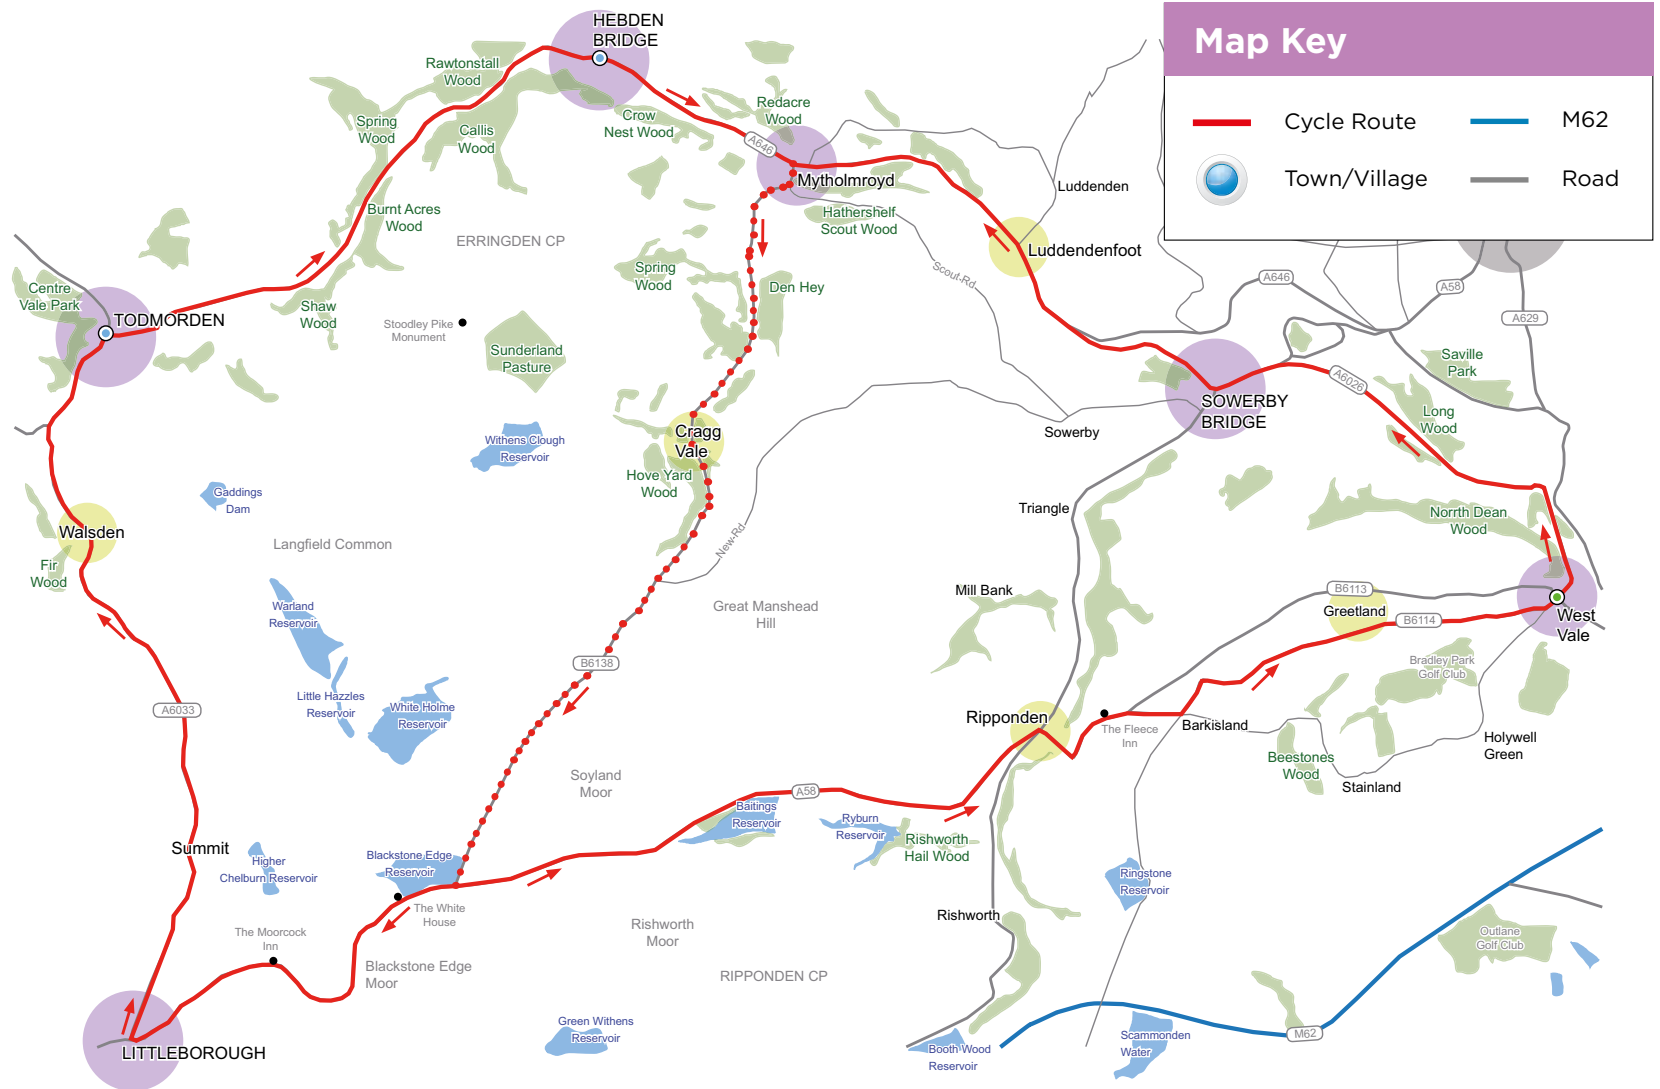 HEBDEN
BRIDGE
Map Key
Cycle Route
M62
Town/Village
Road
Rawtonstall
Wood
Spring
Wood
Callis
Wood
Crow
Nest Wood
Redacre
Wood
A646
Mytholmroyd
Luddenden
Hathershelf
Scout Wood
Burnt Acres
Wood
ERRINGDEN CP
Luddendenfoot
Scout-Rd
Spring
Wood
Den Hey
A646
A58
A629
Centre
Vale Park
TODMORDEN
Shaw
Wood
Stoodley Pike
Monument
Sunderland
Pasture
Saville
Park
A6026
SOWERBY
BRIDGE
Long
Wood
Sowerby
Cragg
Vale
Withens Clough
Reservoir
Hove Yard
Wood
Gaddings
Dam
Triangle
Norrth Dean
Wood
Walsden
New-Rd
Langfield Common
Fir
Wood
Mill Bank
B6113
Greetland
B6114
West
Vale
Warland
Reservoir
Great Manshead
Hill
B6138
Bradley Park
Golf Club
Little Hazzles
Reservoir
White Holme
Reservoir
A6033
Ripponden
The Fleece
Inn
Barkisland
Holywell
Green
Beestones
Wood
Stainland
Soyland
Moor
A58
Baitings
Reservoir
Ryburn
Reservoir
Rishworth
Hail Wood
Summit
Higher
Chelburn Reservoir
Blackstone Edge
Reservoir
Ringstone
Reservoir
The White
House
Rishworth
The Moorcock
Inn
Rishworth
Moor
Outlane
Golf Club
Blackstone Edge
Moor
RIPPONDEN CP
Green Withens
Reservoir
M62
Scammonden
Water
Booth Wood
Reservoir
LITTLEBOROUGH